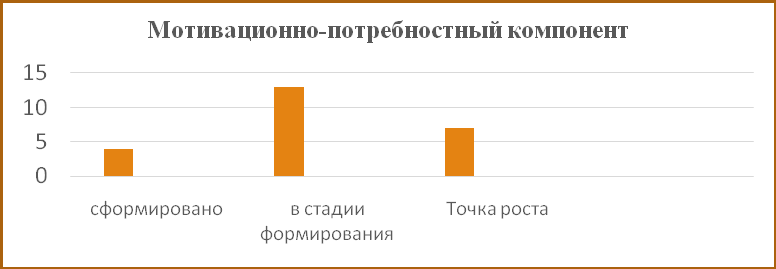 Мотивационно-потребностный компонент
15
10
5
0
сформировано
в стадии
формирования
Точка роста